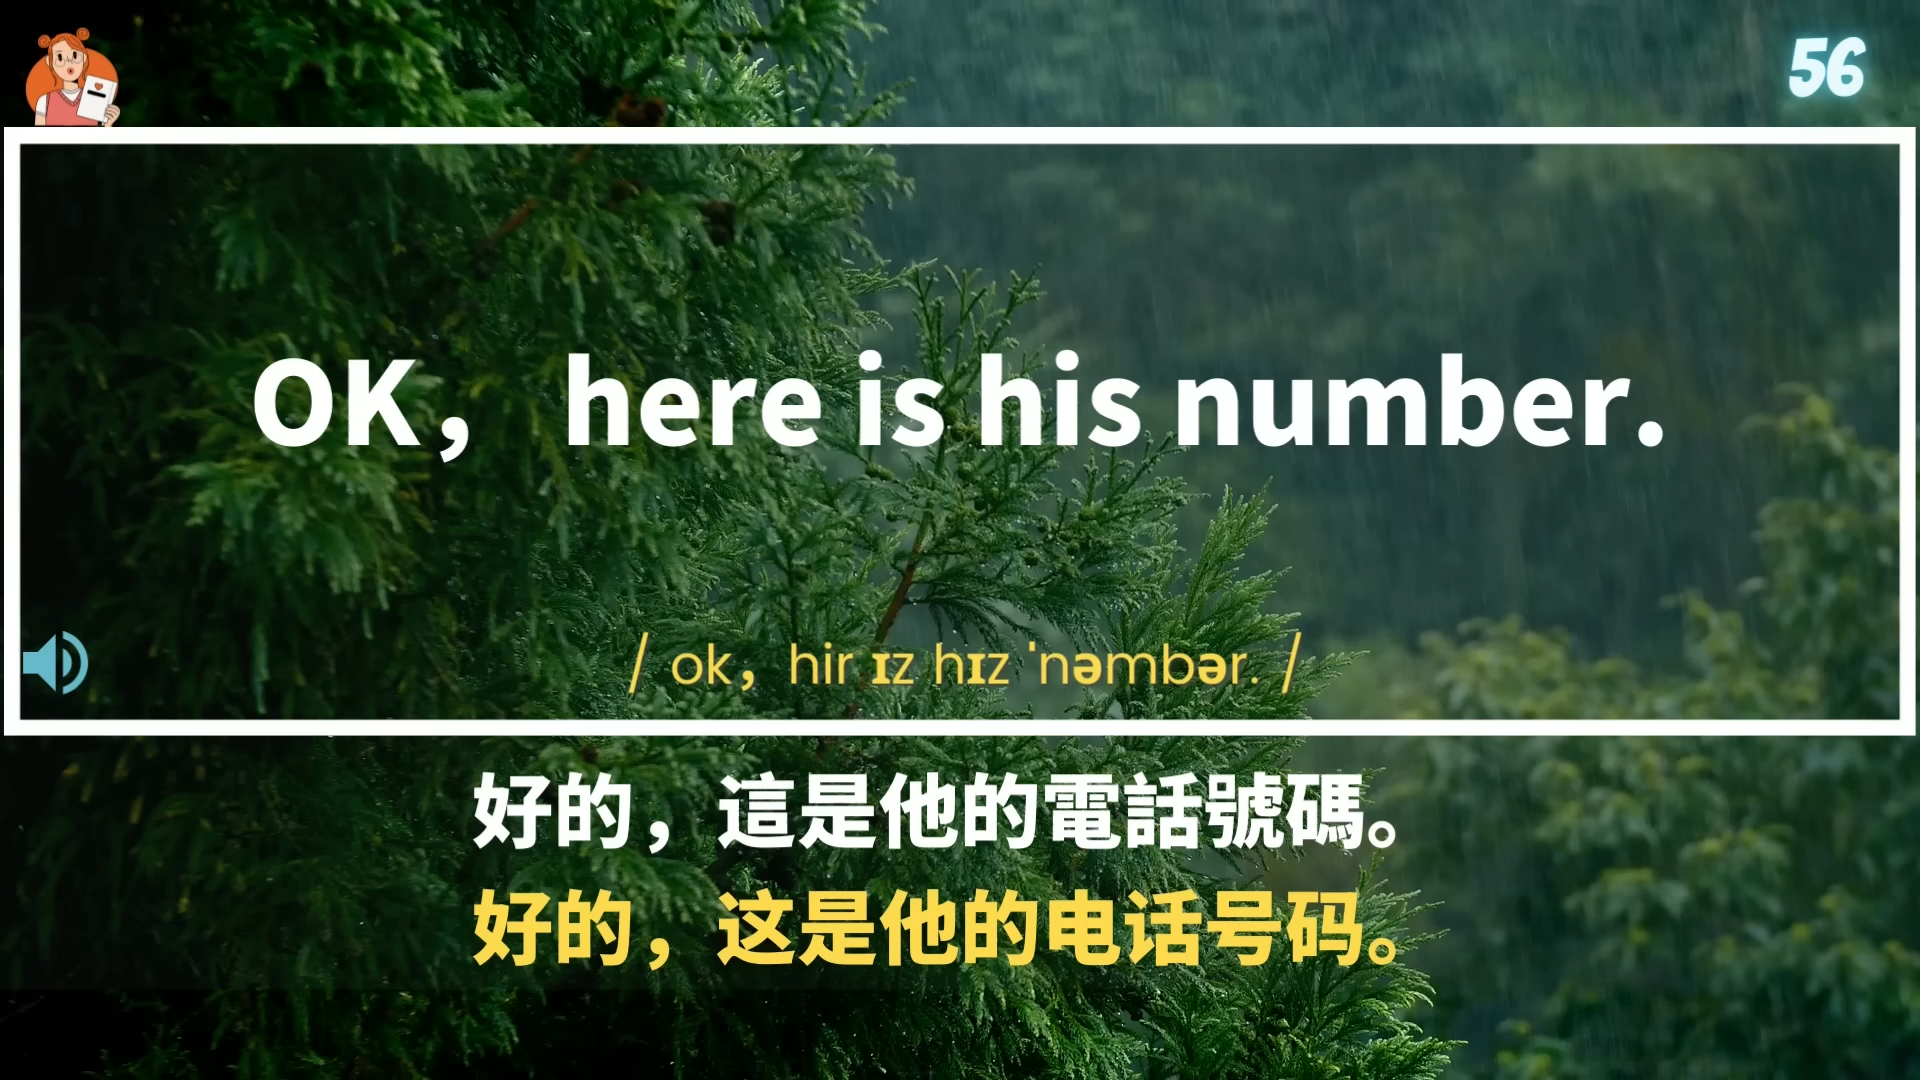 56
OK， here is his number.
/ ok，hir ɪz hɪz ˈnəmbər. /
好的，這是他的電話號碼。
好的，这是他的电话号码。